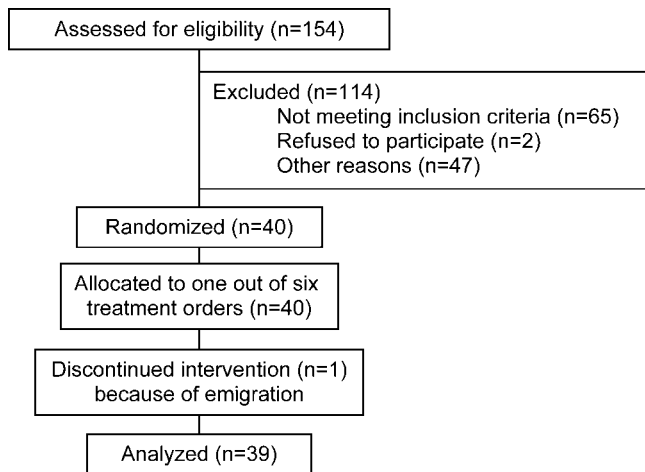 Assessed for eligibility (n=154)
Excluded (n=114)
Not meeting inclusion criteria (n=65)
Refused to participate (n=2)
Other reasons (n=47)
Randomized (n=40)
Allocated to one out of six
treatment orders (n=40)
Discontinued intervention (n=1)
because of emigration
Analyzed (n=39)